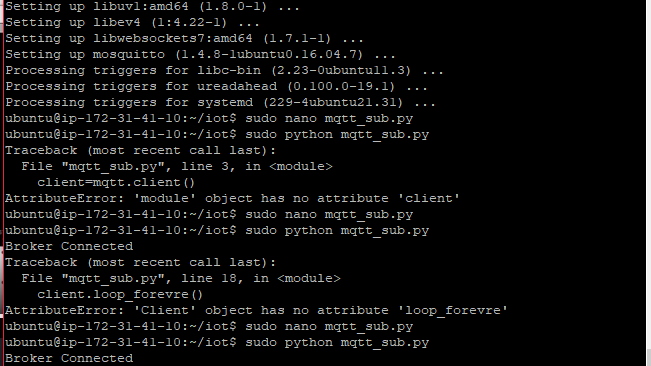 Setting up libuv1:amd64 (1.8.0-1) ...
Setting up libev4 (1:4.22-1) ...
Setting up libwebsockets7:amd64 (1.7.1-1) ...
Setting up mosquitto (1.4.8-1ubuntu0.16.04.7) ...
Processing triggers for libc-bin (2.23-0ubuntu11.3) ...
Processing triggers for ureadahead (0.100.0-19.1) ...
Processing triggers for systemd (229-4ubuntu21.31) ...
ubuntu@ip-172-31-41-10:~/iot$ sudo nano mqtt_sub.py
ubuntu@ip-172-31-41-10:~/iot$ sudo python mqtt_sub.py
Traceback (most recent call last):
  File "mqtt_sub.py", line 3, in <module>
    client=mqtt.client()
AttributeError: 'module' object has no attribute 'client'
ubuntu@ip-172-31-41-10:~/iot$ sudo nano mqtt_sub.py
ubuntu@ip-172-31-41-10:~/iot$ sudo python mqtt_sub.py
Broker Connected
Traceback (most recent call last):
  File "mqtt_sub.py", line 18, in <module>
    client.loop_forevre()
AttributeError: 'Client' object has no attribute 'loop_forevre'
ubuntu@ip-172-31-41-10:~/iot$ sudo nano mqtt_sub.py
ubuntu@ip-172-31-41-10:~/iot$ sudo python mqtt_sub.py
Broker Connected